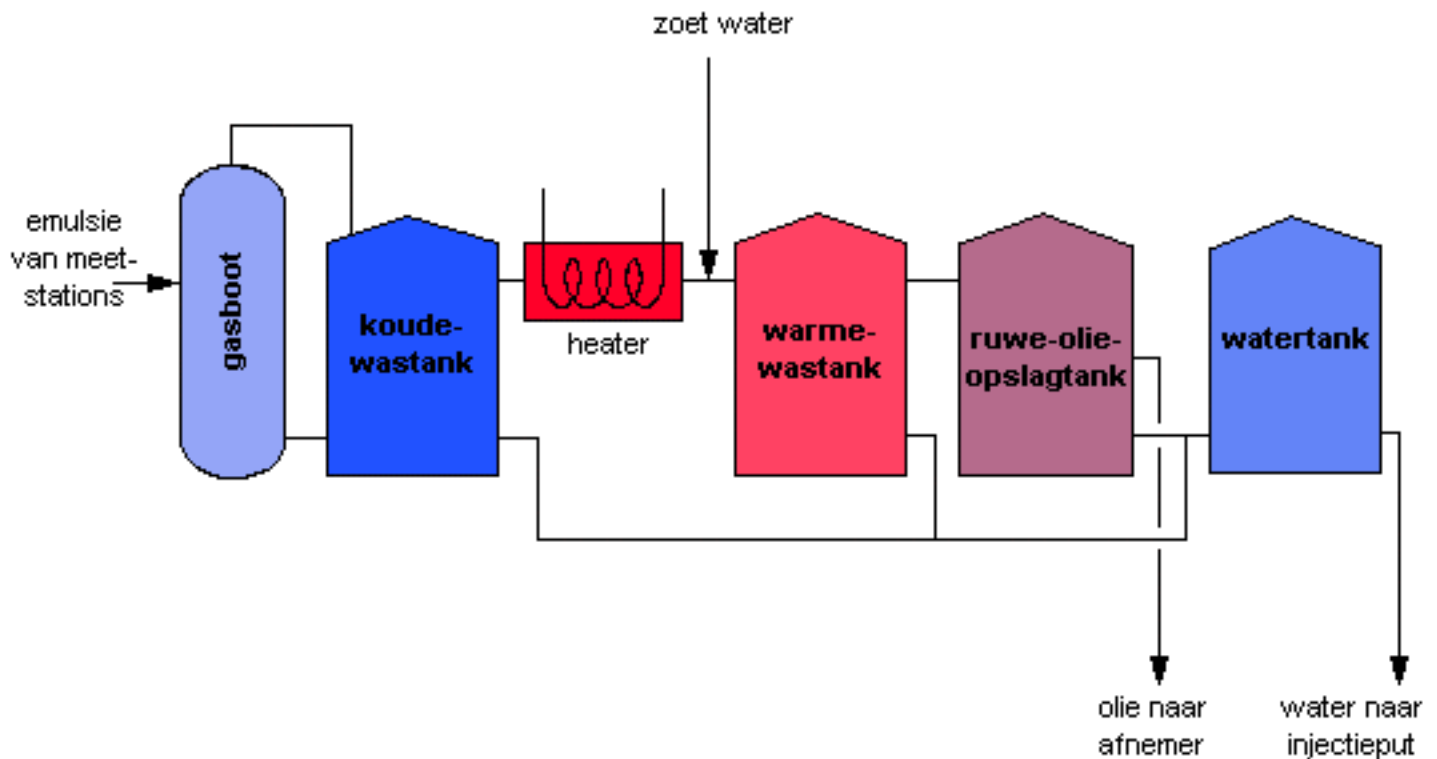 zoet water
emulsie
van meet-
stations
gasboot
koude-
wastank
heater
warme-
wastank
ruwe-olie-
opslagtank
watertank
olie naar
afnemer
water naar
injectieput